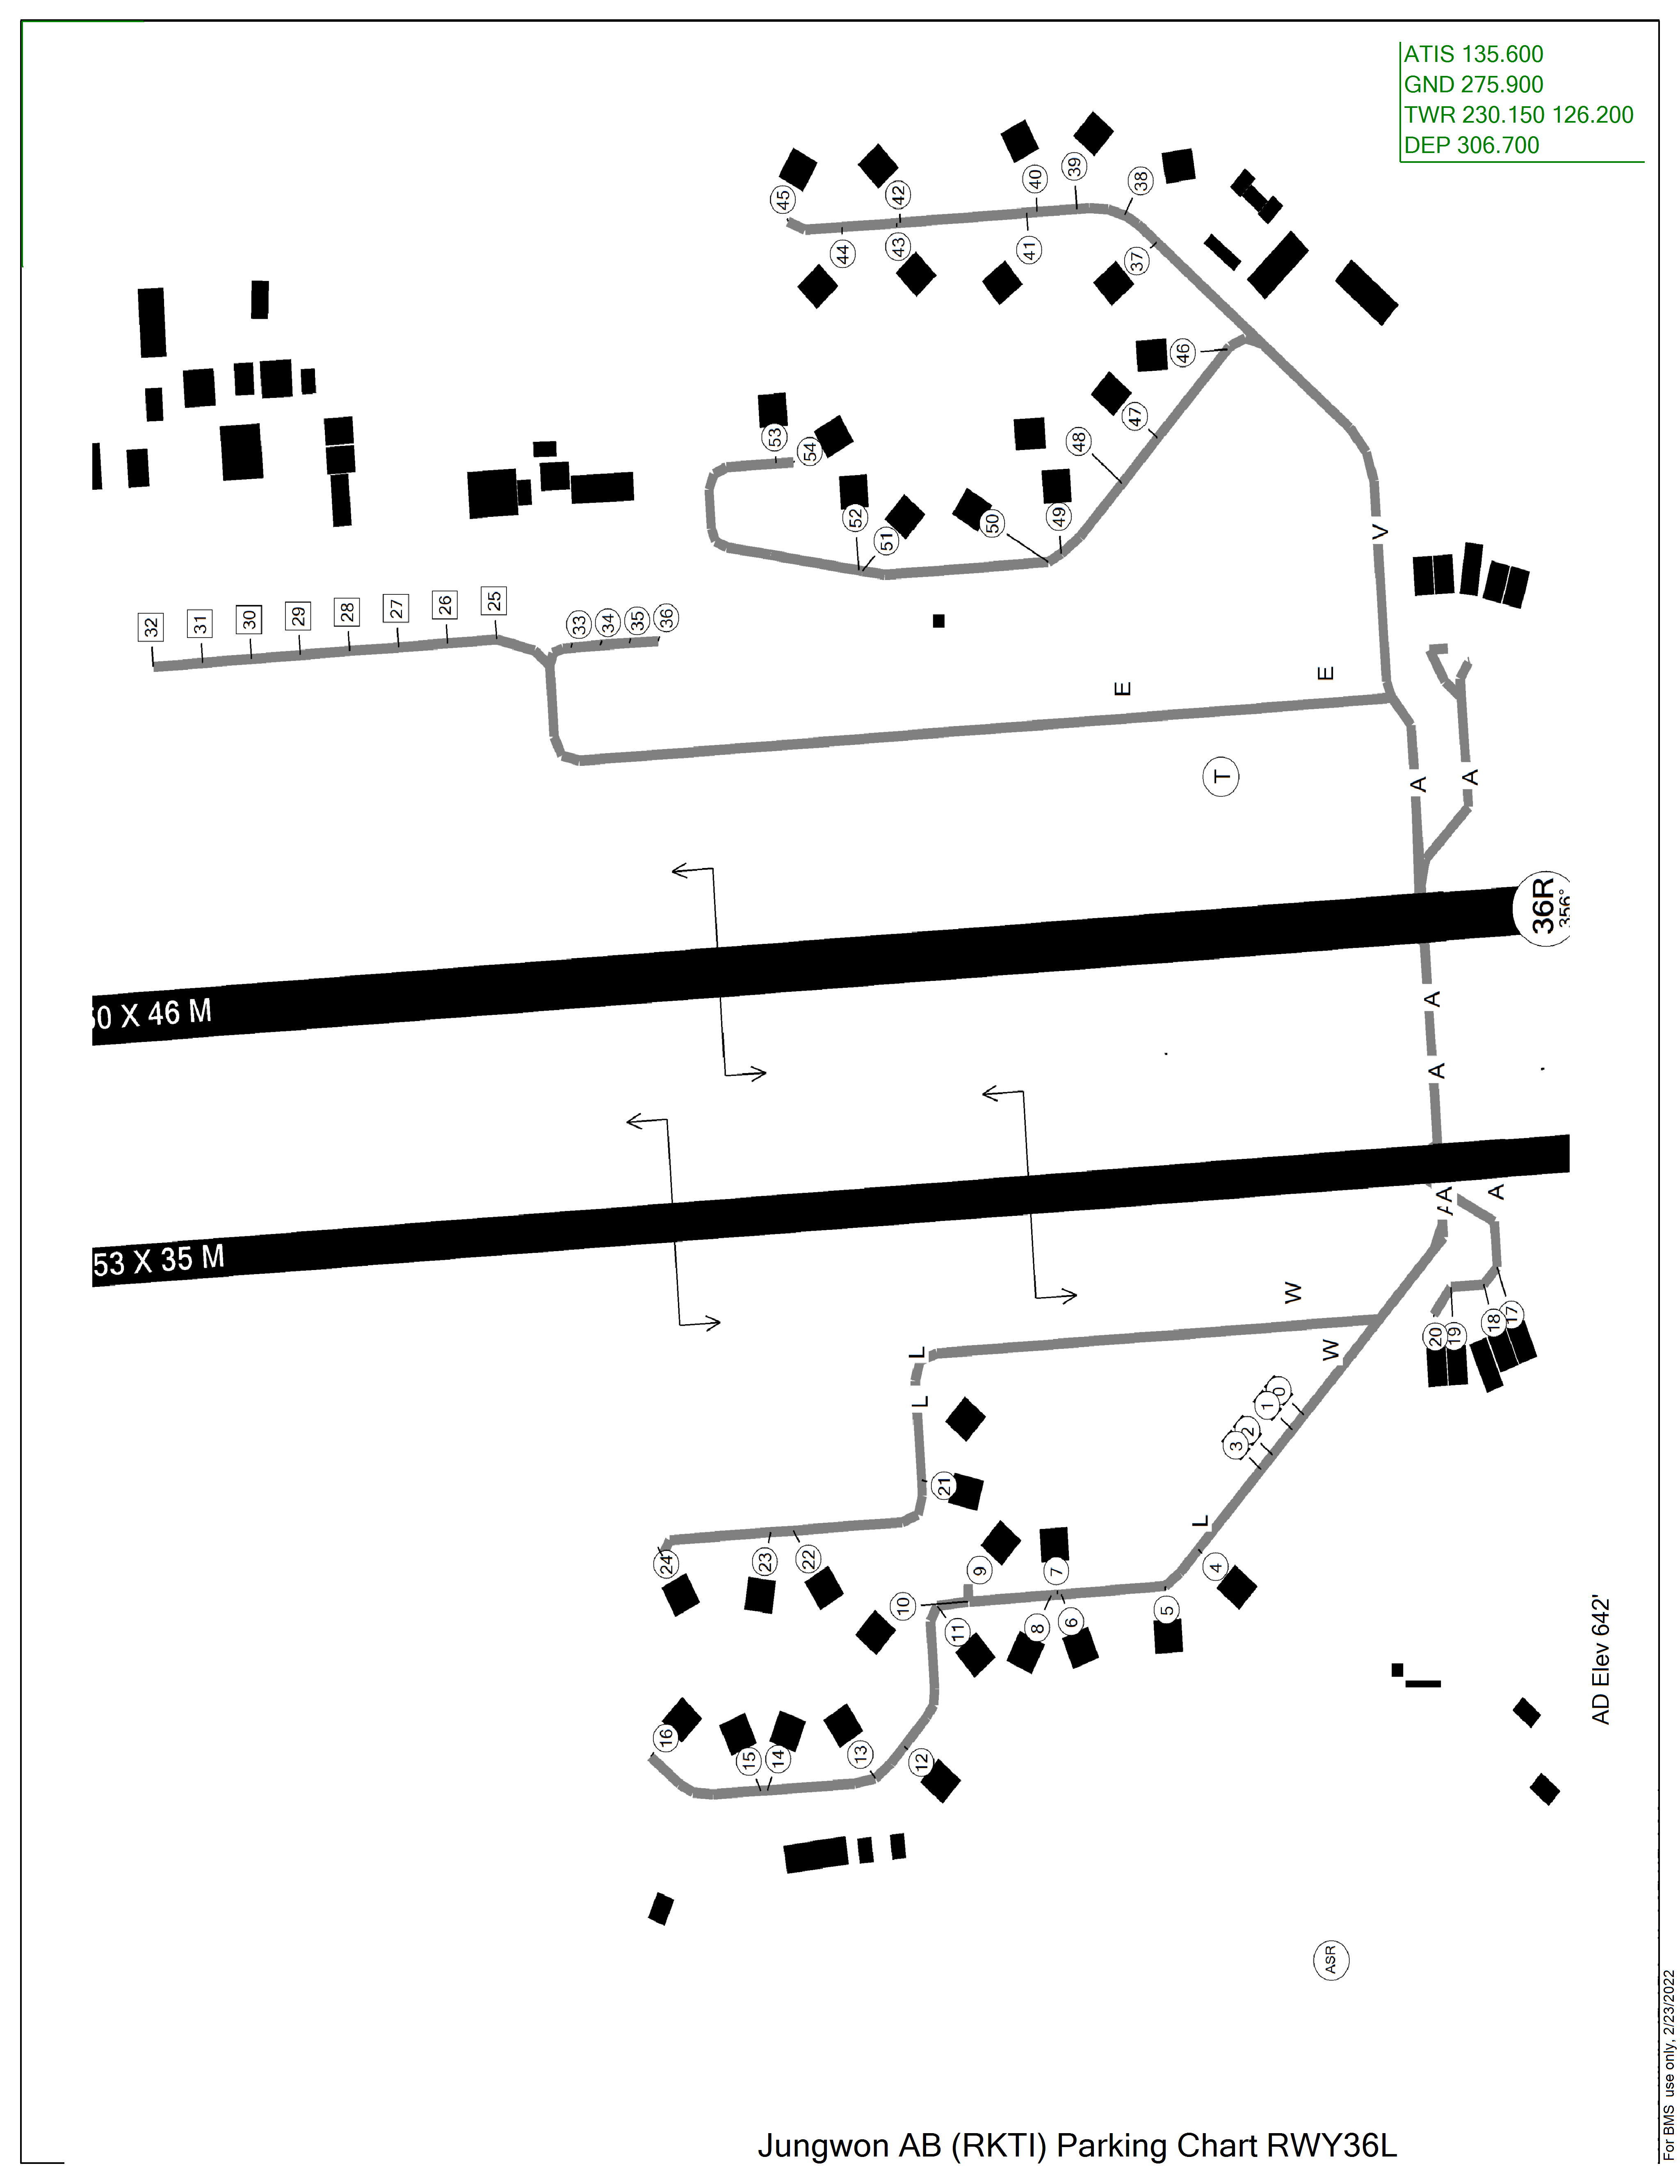 ATIS 135.600
GND 275.900
TWR 230.150 126.200
DEP 306.700
45
42
40
39
38
44
43
41
37
46
47
48
53
54
52
51
50
49
V
32
31
30
29
28
27
26
25
33
34
35
36
E
E
T
A
A
36R
356°
0 X 46 M
A
A
A
A
A
53 X 35 M
W
W
L
L
20
19
18
17
0
1
2
3
L
4
5
6
7
8
9
10
11
12
13
14
15
16
21
22
23
24
AD Elev 642'
ASR
For BMS use only, 2/23/2022
Jungwon AB (RKTI) Parking Chart RWY36L